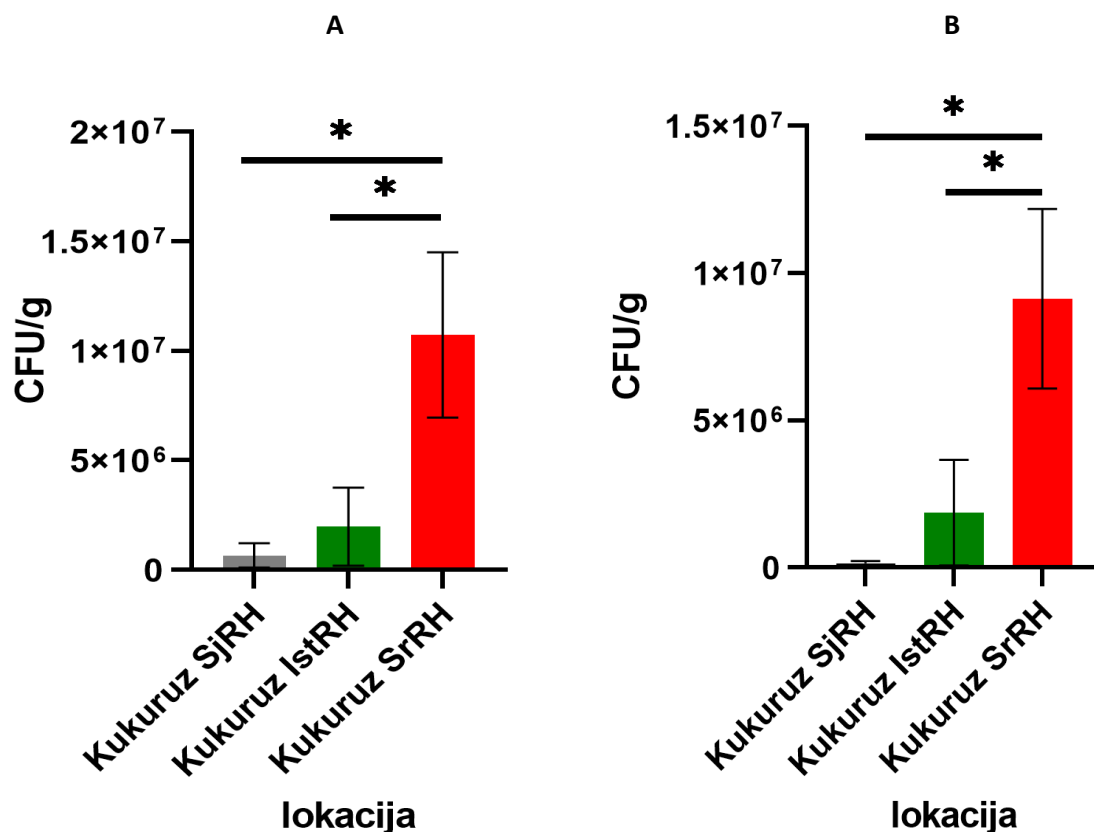 A
CFU/g
2×10⁷
1.5×10⁷
1×10⁷
5×10⁶
0
*
*
Kukuruz SjRH
Kukuruz IstRH
Kukuruz SrRH
lokacija
B
CFU/g
1.5×10⁷
1×10⁷
5×10⁶
0
*
*
Kukuruz SjRH
Kukuruz IstRH
Kukuruz SrRH
lokacija